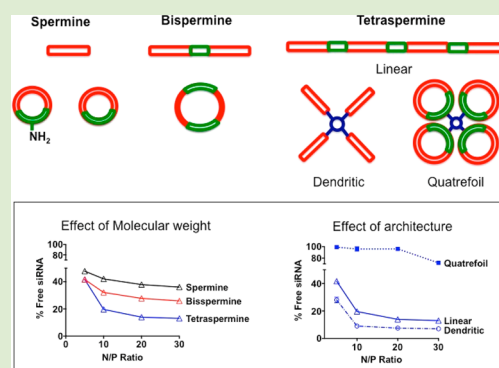 Spermine
Bispermine
Tetraspermine
Linear
NH2
Dendritic
Quatrefoil
Effect of Molecular weight
100
80
40
20
0
% Free siRNA
0
10
20
30
N/P Ratio
Spermine
Bisspermine
Tetraspermine
Effect of architecture
100
80
40
20
0
% Free siRNA
0
10
20
30
N/P Ratio
Quatrefoil
Linear
Dendritic